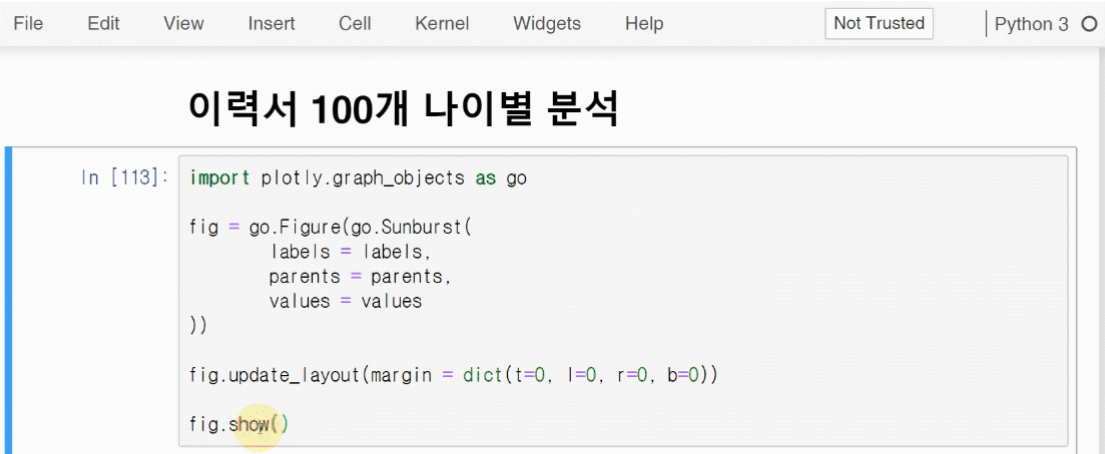 File Edit View Insert Cell Kernel Widgets Help Not Trusted Python 3
이력서 100개 나이별 분석
In [113]: import plotly.graph_objects as go
fig = go.Figure(go.Sunburst(
labels = labels,
parents = parents,
values = values
))
fig.update_layout(margin = dict(t=0, l=0, r=0, b=0))
fig.show()